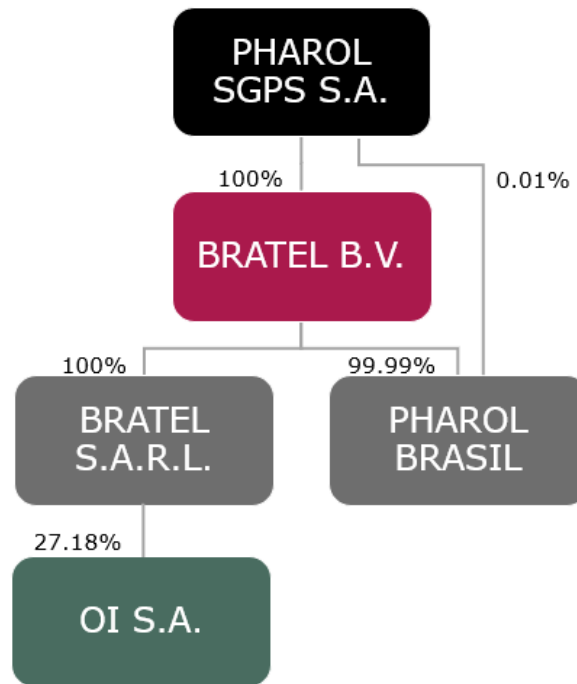 PHAROL
SGPS S.A.
100%
0.01%
BRATEL B.V.
100%
99.99%
BRATEL
S.A.R.L.
PHAROL
BRASIL
27.18%
OI S.A.